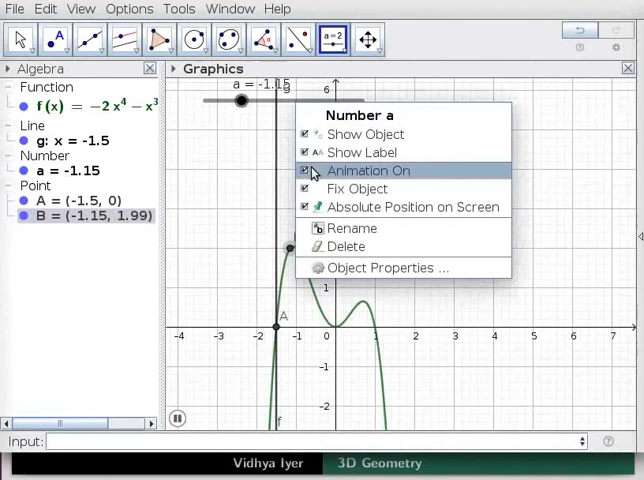 File Edit View Options Tools Window Help
A a=2
Algebra Graphics
Function
f(x) = −2 x⁴ − x³
Line
g: x = -1.5
Number
a = -1.15
Point
A = (-1.5, 0)
B = (-1.15, 1.99)
a = -1.15
6
Number a
Show Object
AA Show Label
Animation On
Fix Object
Absolute Position on Screen
Rename
Delete
Object Properties ...
1
A
-4 -3 -2 -1 0 1 2 3 4 5 6 7
-1
-2
f
Input:
Vidhya Iyer 3D Geometry